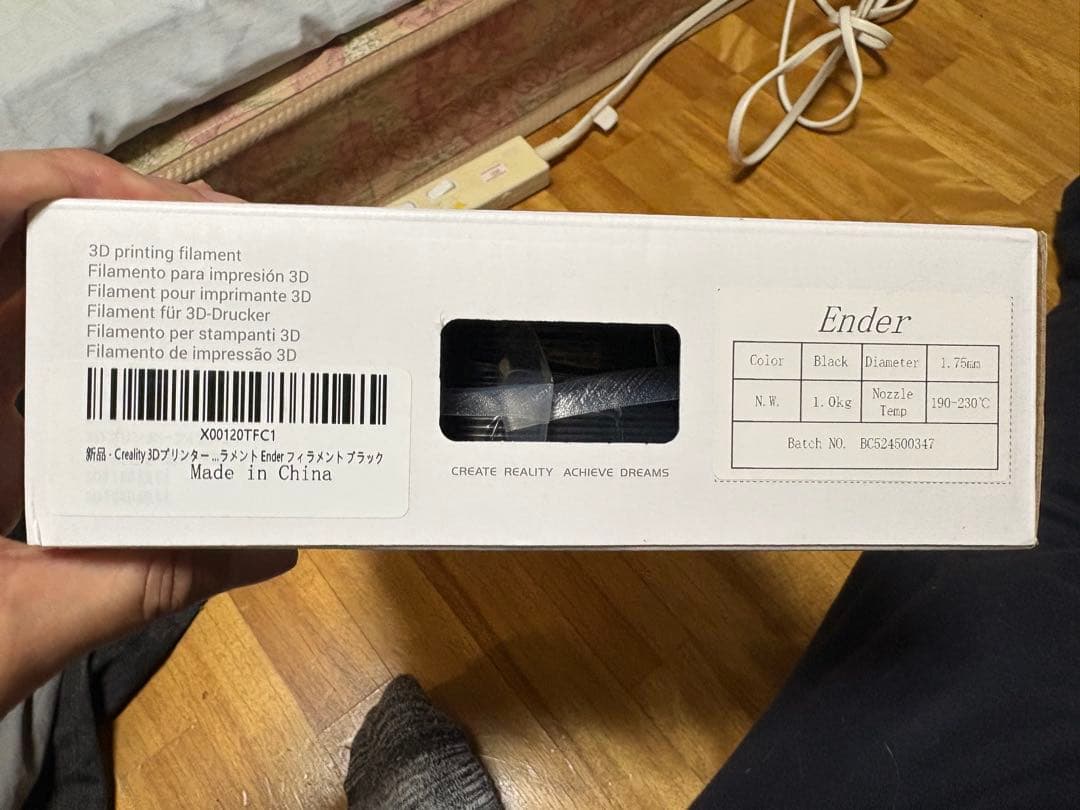 3D printing filament
Filamento para impresión 3D
Filament pour imprimante 3D
Filament für 3D-Drucker
Filamento per stampanti 3D
Filamento de impressão 3D
X00120TFC1
新品 - Creality 3Dプリンター ...ラメント Ender フィラメント ブラック
Made in China
CREATE REALITY ACHIEVE DREAMS
Ender
Color Black Diameter 1.75mm
N.W. 1.0kg Nozzle Temp 190-230℃
Batch NO. BC524500347